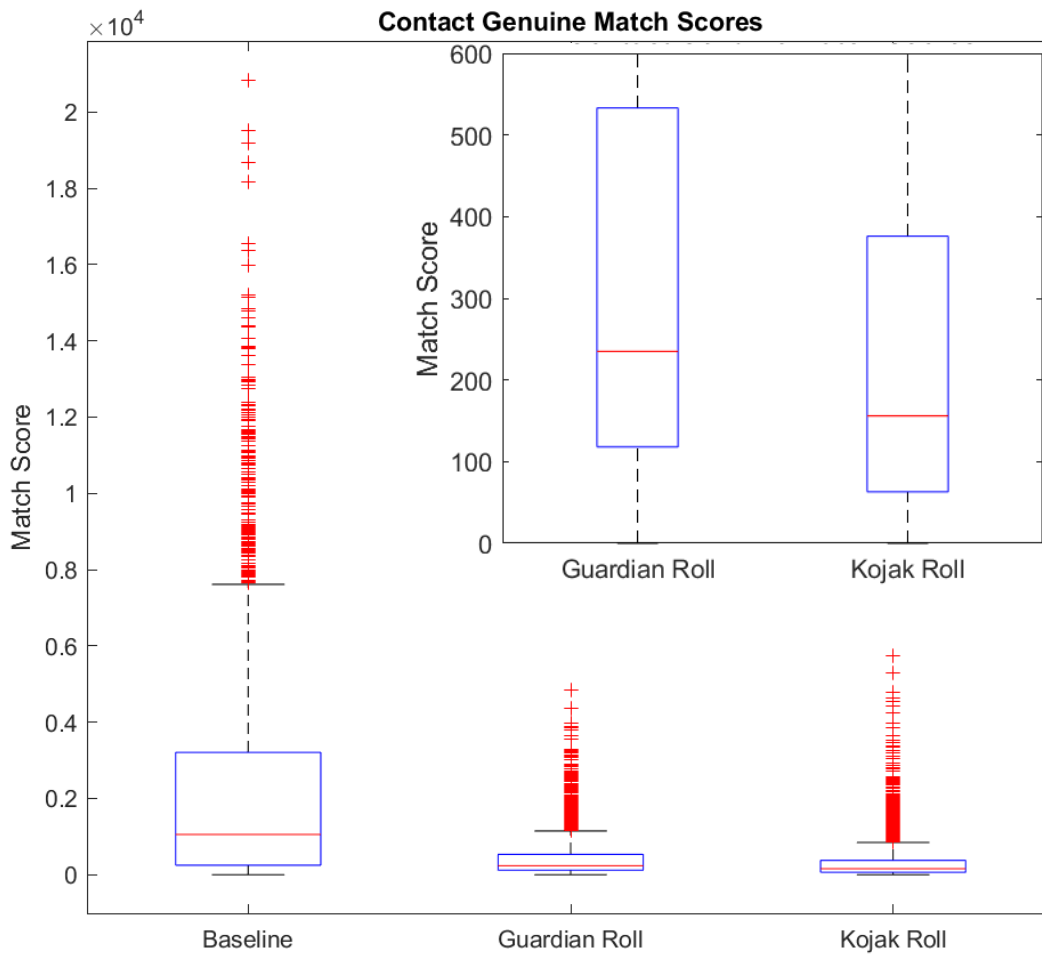 Contact Genuine Match Scores
×10⁴
2
1.8
1.6
1.4
1.2
1
0.8
0.6
0.4
0.2
0
Match Score
Baseline
Guardian Roll
Kojak Roll
600
500
400
300
200
100
0
Match Score
Guardian Roll
Kojak Roll